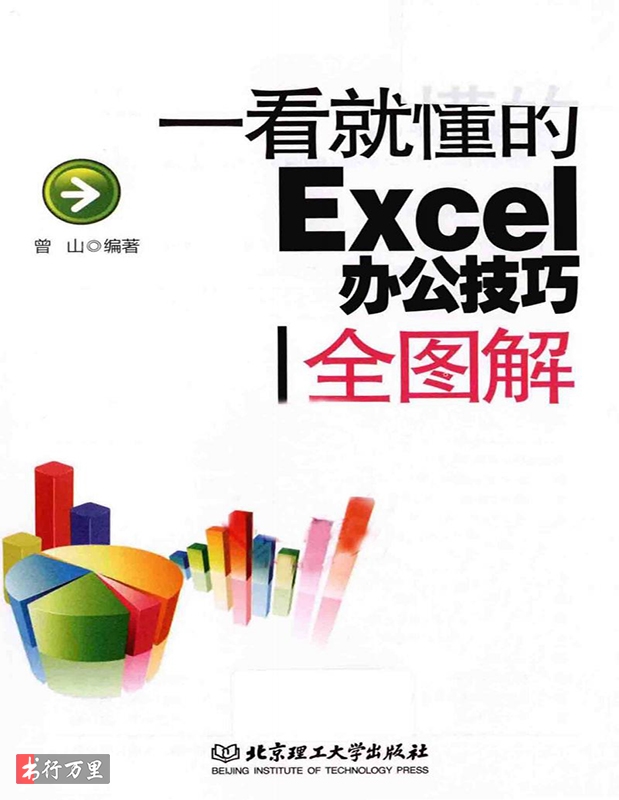 一看就懂的
Excel
办公技巧
全图解
曾 山◎编著
北京理工大学出版社
BEIJING INSTITUTE OF TECHNOLOGY PRESS
书行万里